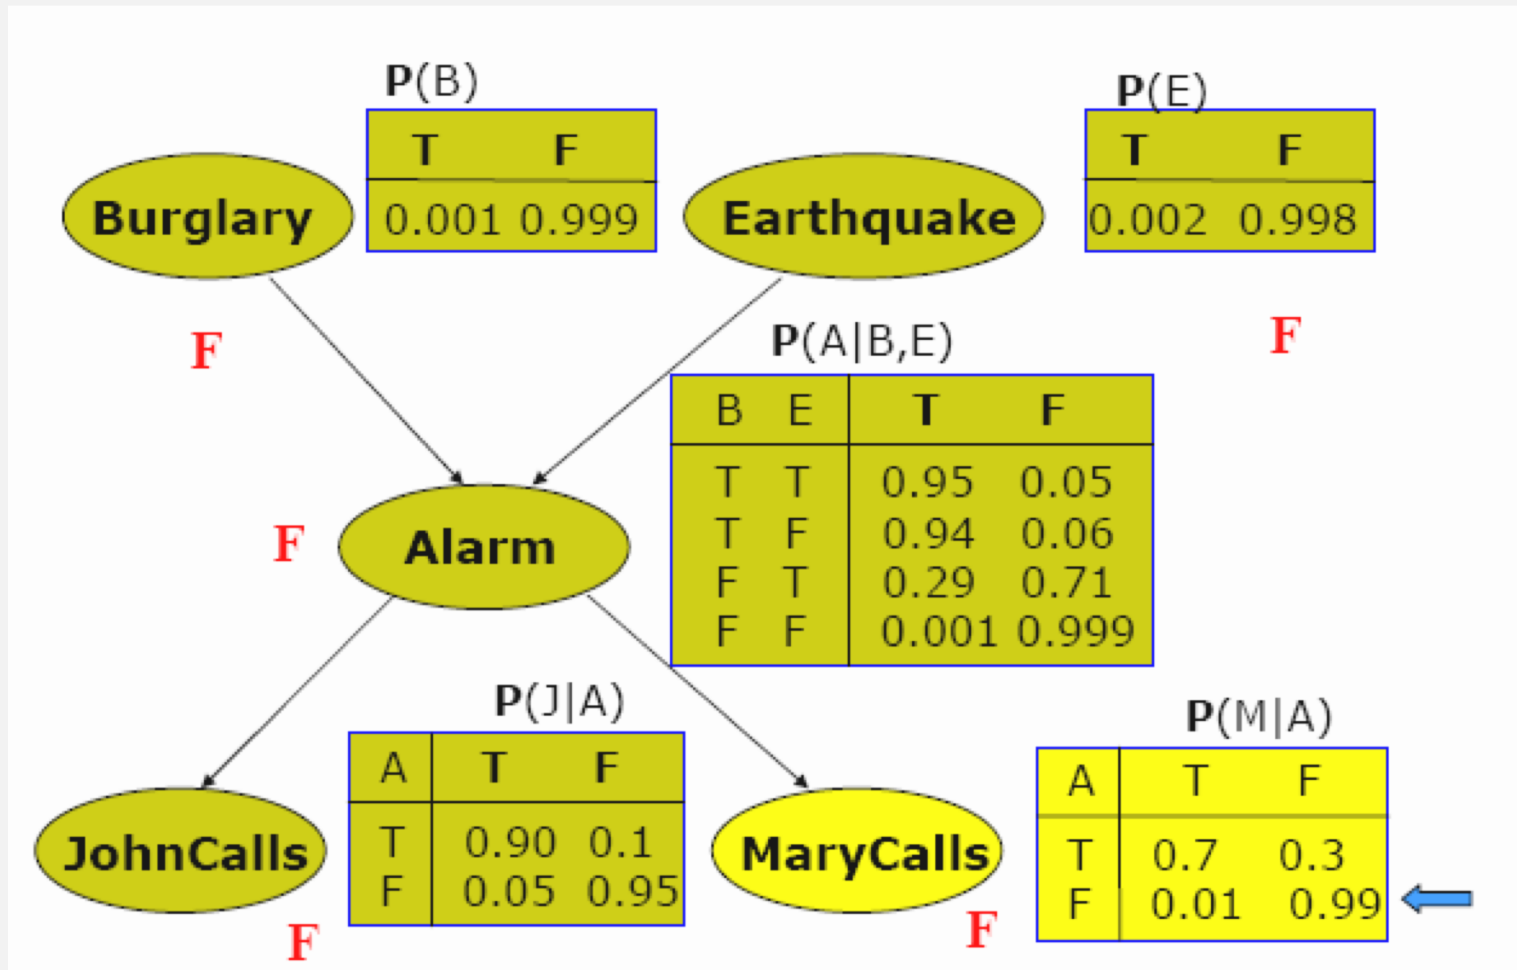 P(B)
T F
0.001 0.999
Burglary
F
P(E)
T F
0.002 0.998
Earthquake
F
P(A|B,E)
B E T F
T T 0.95 0.05
T F 0.94 0.06
F T 0.29 0.71
F F 0.001 0.999
F
Alarm
P(J|A)
A T F
T 0.90 0.1
F 0.05 0.95
JohnCalls
F
P(M|A)
A T F
T 0.7 0.3
F 0.01 0.99
MaryCalls
F